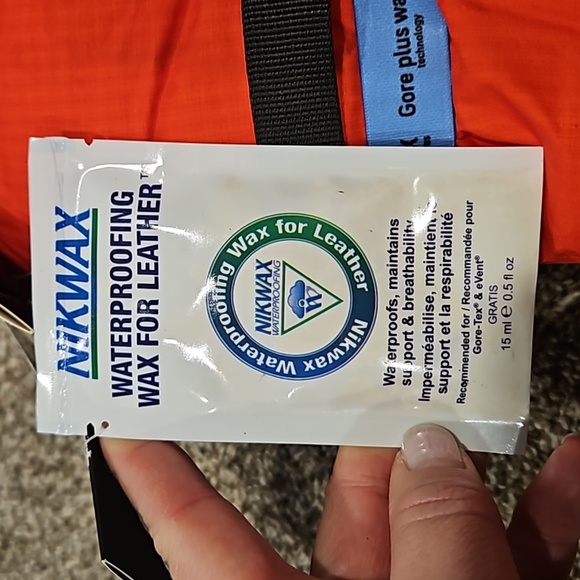 NIKWAX
WATERPROOFING
WAX FOR LEATHER™
Nikwax Waterproofing Wax for Leather
NIKWAX
WATERPROOFING
Waterproofs, maintains
support & breathability
Imperméabilise, maintient le
support et la respirabilité
Recommended for / Recommandée pour
Gore-Tex® & eVent®
GRATIS
15 ml ℮ 0.5 fl oz
Gore plus wa
technology